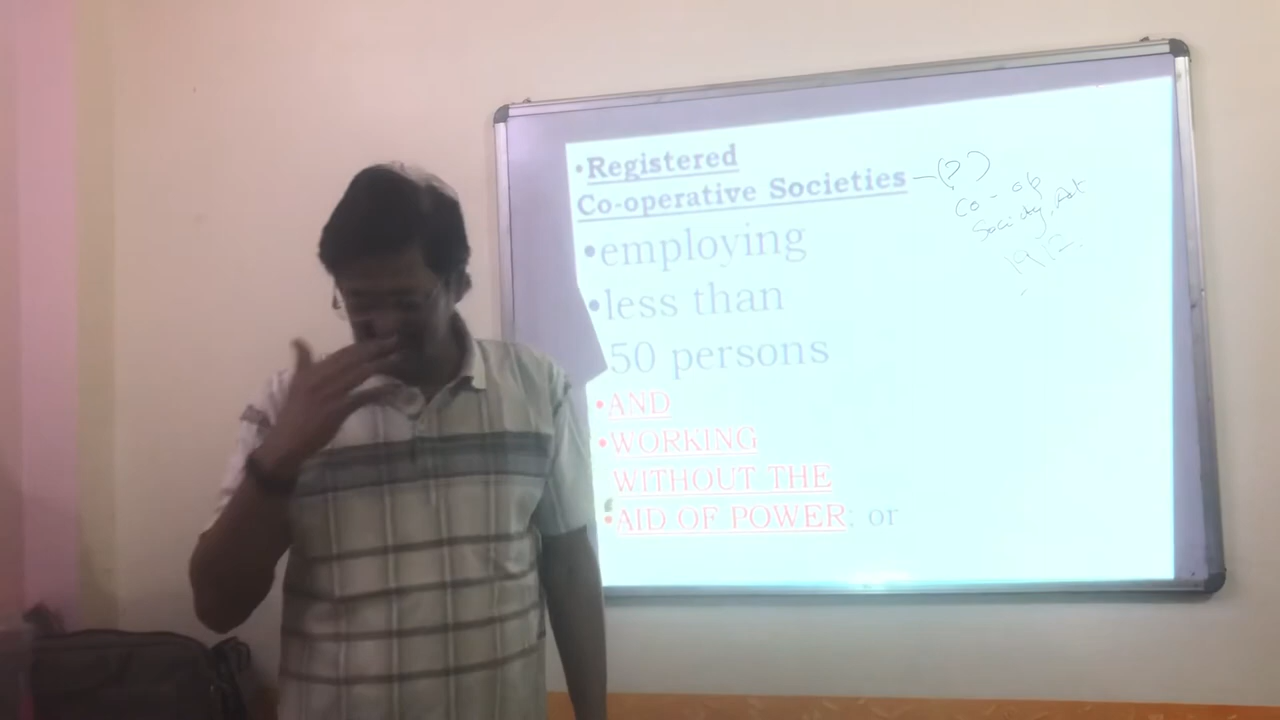 •Registered
Co-operative Societies – (?)
Co-op
Society, Act
1912
•employing
•less than
50 persons
•AND
•WORKING
WITHOUT THE
•AID OF POWER; or